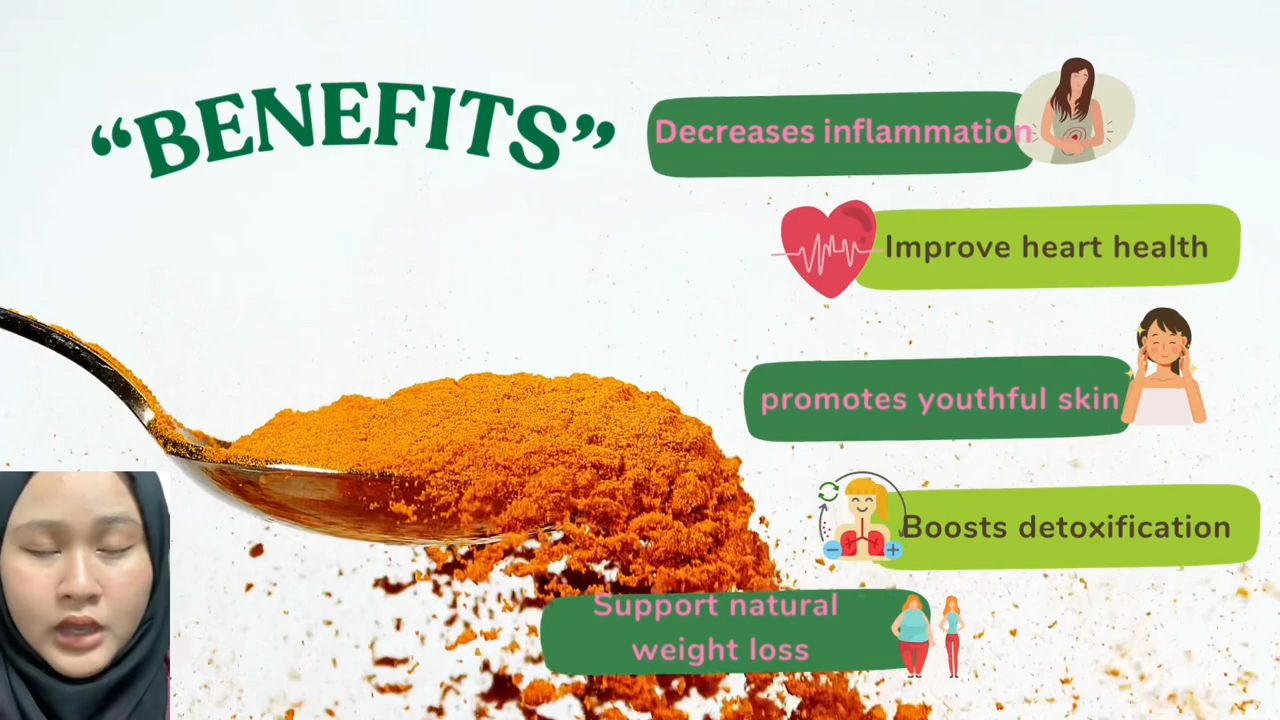 “BENEFITS”
Decreases inflammation
Improve heart health
promotes youthful skin
Boosts detoxification
Support natural
weight loss